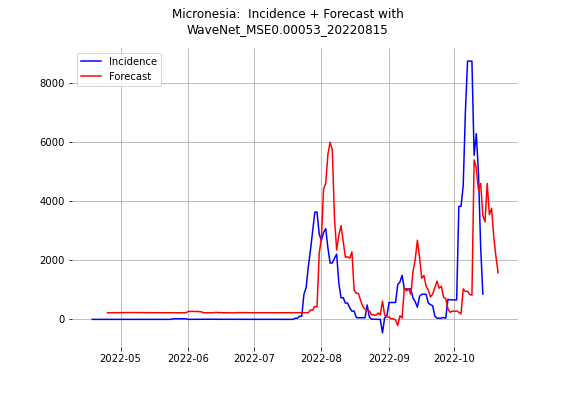 Micronesia:  Incidence + Forecast with
WaveNet_MSE0.00053_20220815
Incidence
Forecast
8000
6000
4000
2000
0
2022-05 2022-06 2022-07 2022-08 2022-09 2022-10